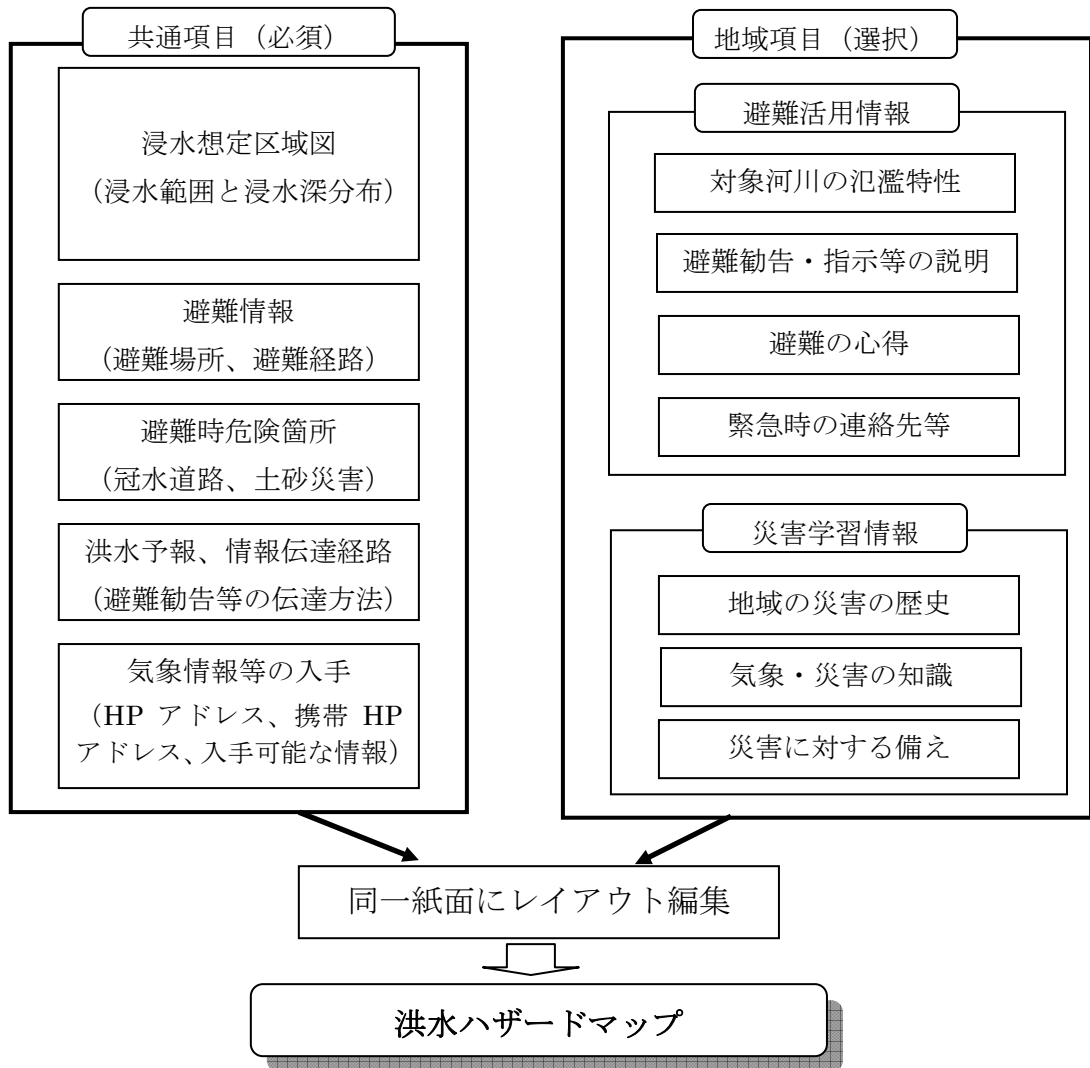 共通項目（必須）
浸水想定区域図
（浸水範囲と浸水深分布）
避難情報
（避難場所、避難経路）
避難時危険箇所
（冠水道路、土砂災害）
洪水予報、情報伝達経路
（避難勧告等の伝達方法）
気象情報等の入手
（HP アドレス、携帯 HP
アドレス、入手可能な情報）
地域項目（選択）
避難活用情報
対象河川の氾濫特性
避難勧告・指示等の説明
避難の心得
緊急時の連絡先等
災害学習情報
地域の災害の歴史
気象・災害の知識
災害に対する備え
同一紙面にレイアウト編集
洪水ハザードマップ